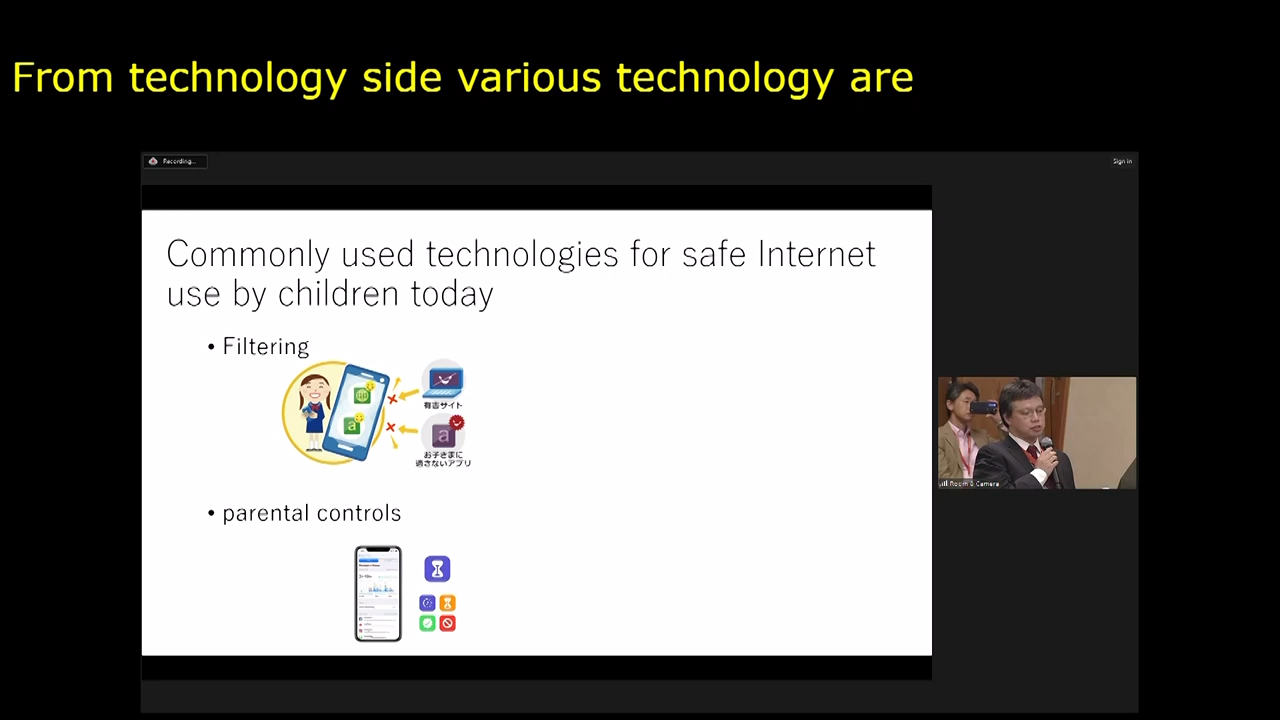 From technology side various technology are
Recording...
Sign in
Commonly used technologies for safe Internet
use by children today
• Filtering
有害サイト
お子さまに
適さないアプリ
• parental controls
Room 6 Camera